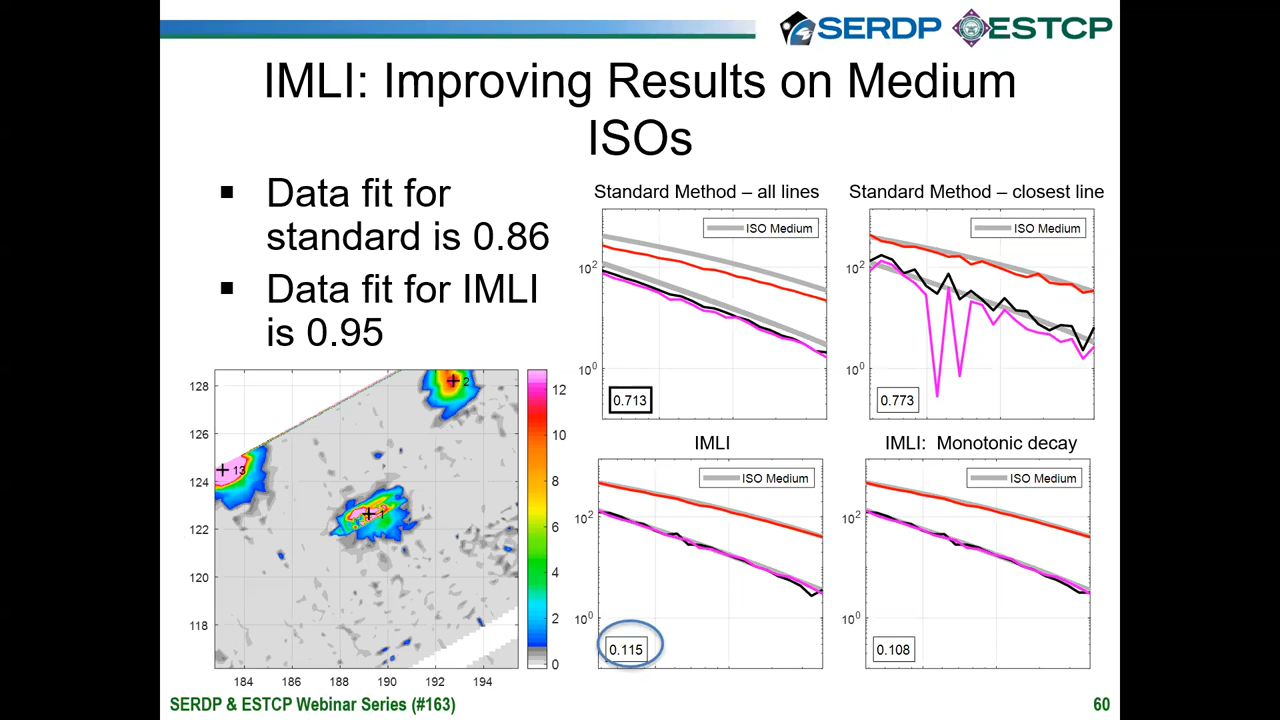 SERDP ESTCP
IMLI: Improving Results on Medium
ISOs
▪ Data fit for
standard is 0.86
▪ Data fit for IMLI
is 0.95
Standard Method – all lines
ISO Medium
10²
10⁰
0.713
Standard Method – closest line
ISO Medium
10²
10⁰
0.773
IMLI
ISO Medium
10²
10⁰
0.115
IMLI: Monotonic decay
ISO Medium
10²
10⁰
0.108
128
126
124
122
120
118
184 186 188 190 192 194
2
13
1
12
10
8
6
4
2
0
SERDP & ESTCP Webinar Series (#163)
60